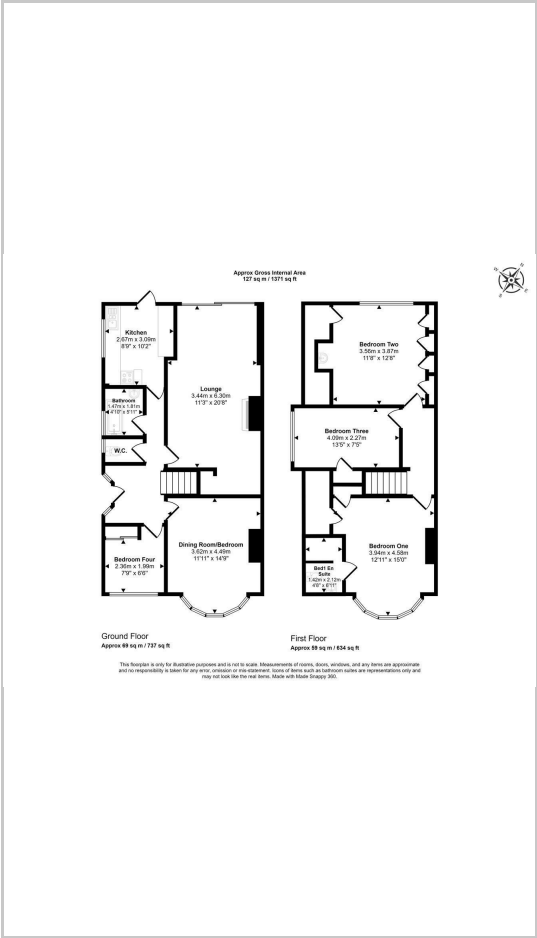 Approx Gross Internal Area
127 sq m / 1371 sq ft
Kitchen
2.67m x 3.09m
8'9" x 10'2"
Bathroom
1.47m x 1.81m
4'10" x 5'11"
W.C.
Lounge
3.44m x 6.30m
11'3" x 20'8"
Dining Room/Bedroom
3.62m x 4.49m
11'11" x 14'9"
Bedroom Four
2.36m x 1.99m
7'9" x 6'6"
Ground Floor
Approx 69 sq m / 737 sq ft
Bedroom Two
3.56m x 3.87m
11'8" x 12'8"
Bedroom Three
4.09m x 2.27m
13'5" x 7'5"
Bedroom One
3.94m x 4.58m
12'11" x 15'0"
Bed1 En
Suite
1.42m x 2.12m
4'8" x 6'11"
First Floor
Approx 59 sq m / 634 sq ft
This floorplan is only for illustrative purposes and is not to scale. Measurements of rooms, doors, windows, and any items are approximate
and no responsibility is taken for any error, omission or mis-statement. Icons of items such as bathroom suites are representations only and
may not look like the real items. Made with Made Snappy 360.